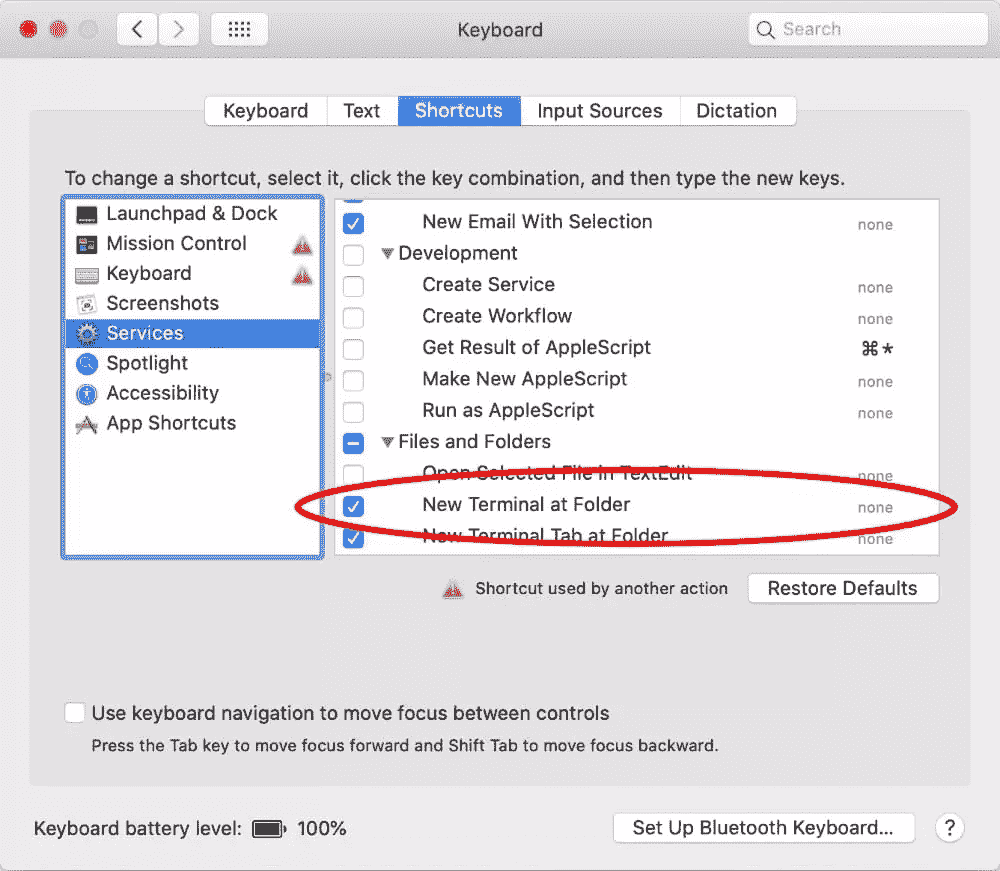 Keyboard
Search
Keyboard Text Shortcuts Input Sources Dictation
To change a shortcut, select it, click the key combination, and then type the new keys.
Launchpad & Dock
Mission Control
Keyboard
Screenshots
Services
Spotlight
Accessibility
App Shortcuts
New Email With Selection none
Development
Create Service none
Create Workflow none
Get Result of AppleScript ⌘*
Make New AppleScript none
Run as AppleScript none
Files and Folders
Open Selected File in TextEdit none
New Terminal at Folder none
New Terminal Tab at Folder none
Shortcut used by another action
Restore Defaults
Use keyboard navigation to move focus between controls
Press the Tab key to move focus forward and Shift Tab to move focus backward.
Keyboard battery level: 100%
Set Up Bluetooth Keyboard... ?